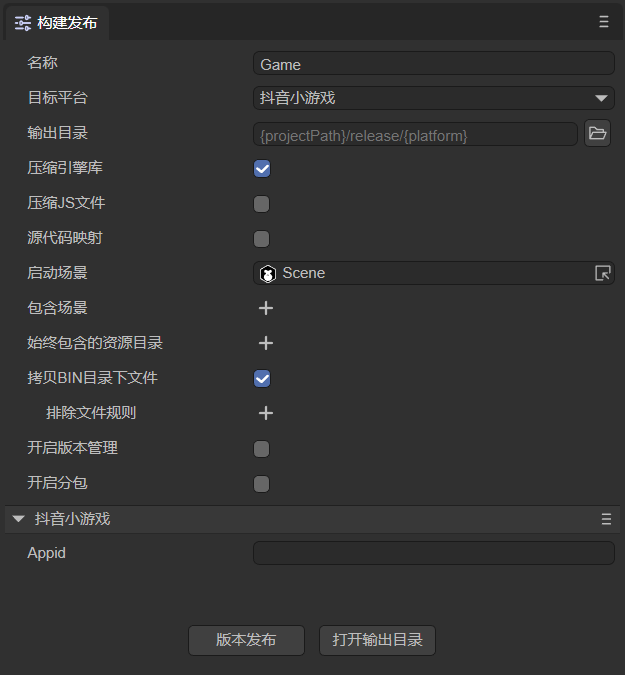 构建发布
名称 Game
目标平台 抖音小游戏
输出目录 {projectPath}/release/{platform}
压缩引擎库
压缩JS文件
源代码映射
启动场景 Scene
包含场景
始终包含的资源目录
拷贝BIN目录下文件
排除文件规则
开启版本管理
开启分包
抖音小游戏
Appid
版本发布 打开输出目录